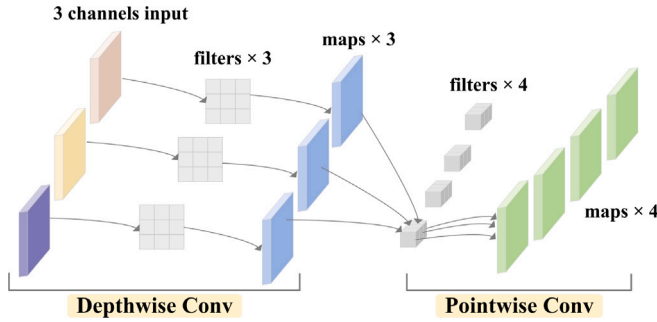 3 channels input
filters × 3
maps × 3
filters × 4
maps × 4
Depthwise Conv
Pointwise Conv